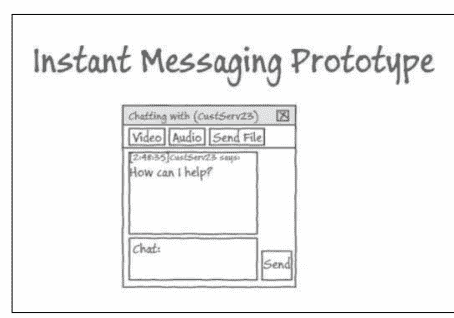 Instant Messaging Prototype
Chatting with (CustServ23)
Video Audio Send File
[2:48:35]CustServ23 says:
How can I help?
Chat:
Send